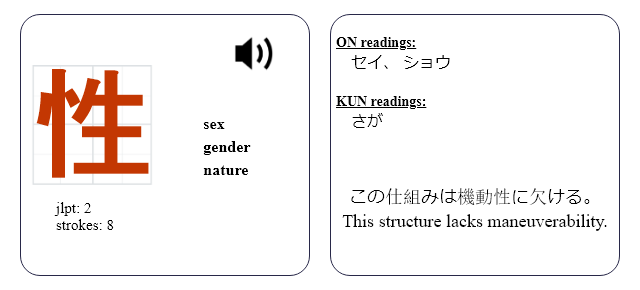 性
sex
gender
nature
jlpt: 2
strokes: 8
ON readings:
セイ、 ショウ
KUN readings:
さが
この仕組みは機動性に欠ける。
This structure lacks maneuverability.